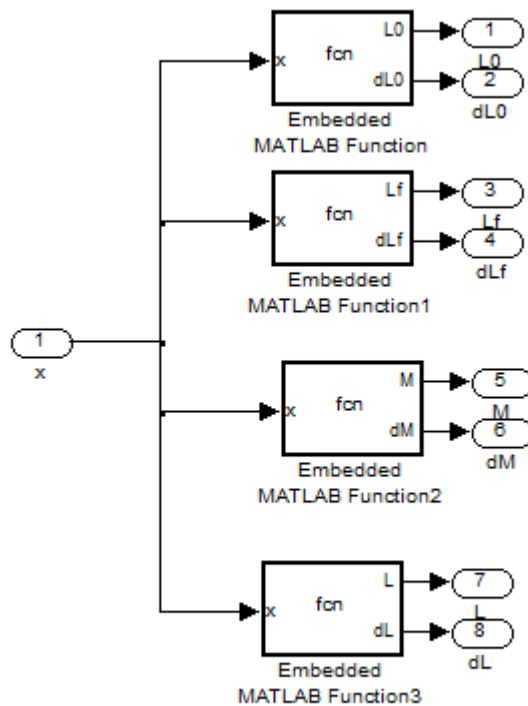 L0
1
fcn
x
L0
dL0
2
dL0
Embedded
MATLAB Function
Lf
3
fcn
x
Lf
dLf
4
dLf
Embedded
MATLAB Function1
1
x
M
5
fcn
x
M
dM
6
dM
Embedded
MATLAB Function2
L
7
fcn
x
L
dL
8
dL
Embedded
MATLAB Function3